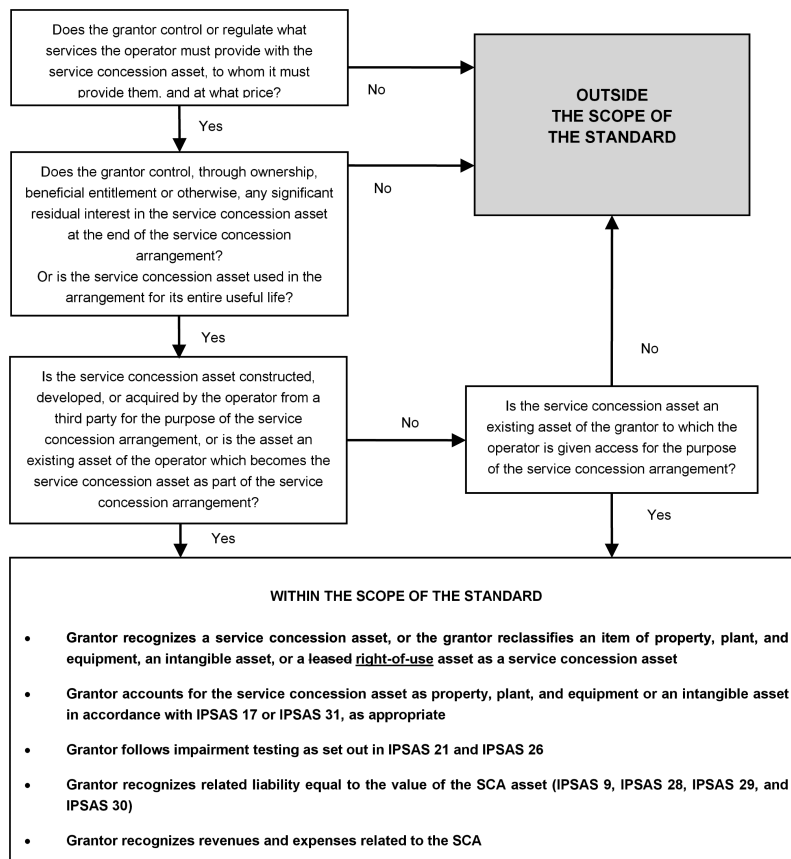 Does the grantor control or regulate what
services the operator must provide with the
service concession asset, to whom it must
provide them, and at what price?
No
OUTSIDE
THE SCOPE OF
THE STANDARD
Yes
Does the grantor control, through ownership,
beneficial entitlement or otherwise, any significant
residual interest in the service concession asset
at the end of the service concession
arrangement?
Or is the service concession asset used in the
arrangement for its entire useful life?
No
Yes
No
Is the service concession asset constructed,
developed, or acquired by the operator from a
third party for the purpose of the service
concession arrangement, or is the asset an
existing asset of the operator which becomes the
service concession asset as part of the service
concession arrangement?
No
Is the service concession asset an
existing asset of the grantor to which the
operator is given access for the purpose
of the service concession arrangement?
Yes
Yes
WITHIN THE SCOPE OF THE STANDARD
• Grantor recognizes a service concession asset, or the grantor reclassifies an item of property, plant, and
equipment, an intangible asset, or a leased right-of-use asset as a service concession asset
• Grantor accounts for the service concession asset as property, plant, and equipment or an intangible asset
in accordance with IPSAS 17 or IPSAS 31, as appropriate
• Grantor follows impairment testing as set out in IPSAS 21 and IPSAS 26
• Grantor recognizes related liability equal to the value of the SCA asset (IPSAS 9, IPSAS 28, IPSAS 29, and
IPSAS 30)
• Grantor recognizes revenues and expenses related to the SCA